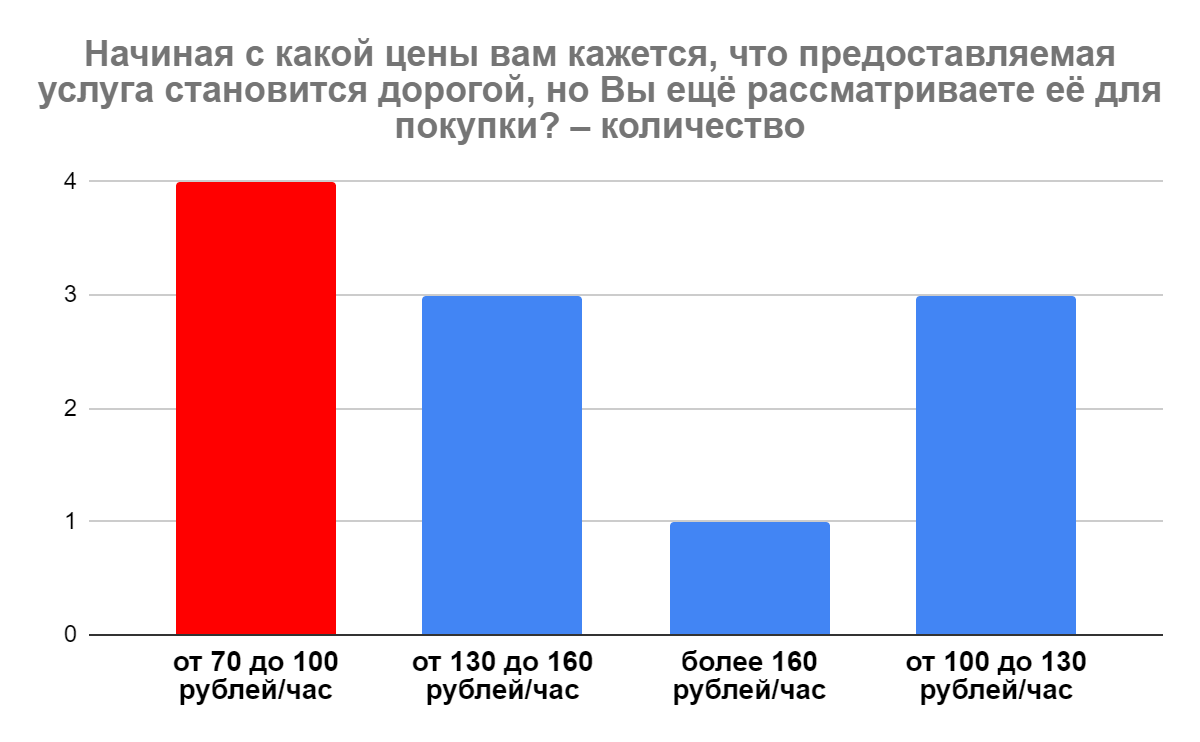 Начиная с какой цены вам кажется, что предоставляемая
услуга становится дорогой, но Вы ещё рассматриваете её для
покупки? – количество
4
3
2
1
0
от 70 до 100
рублей/час
от 130 до 160
рублей/час
более 160
рублей/час
от 100 до 130
рублей/час